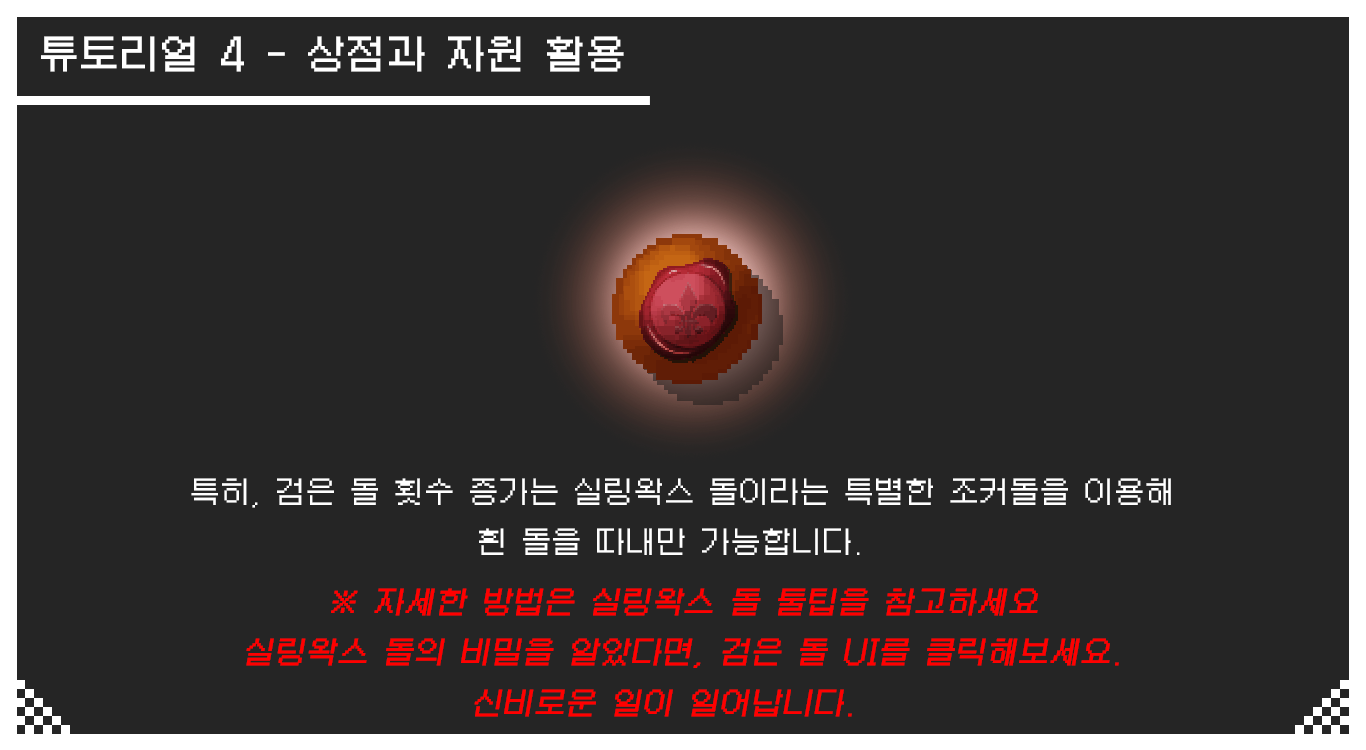 튜토리얼 4 - 상점과 자원 활용
특히, 검은 돌 횟수 증가는 실링왁스 돌이라는 특별한 조커돌을 이용해
흰 돌을 따내만 가능합니다.
※ 자세한 방법은 실링왁스 돌 툴팁을 참고하세요
실링왁스 돌의 비밀을 알았다면, 검은 돌 UI를 클릭해보세요.
신비로운 일이 일어납니다.